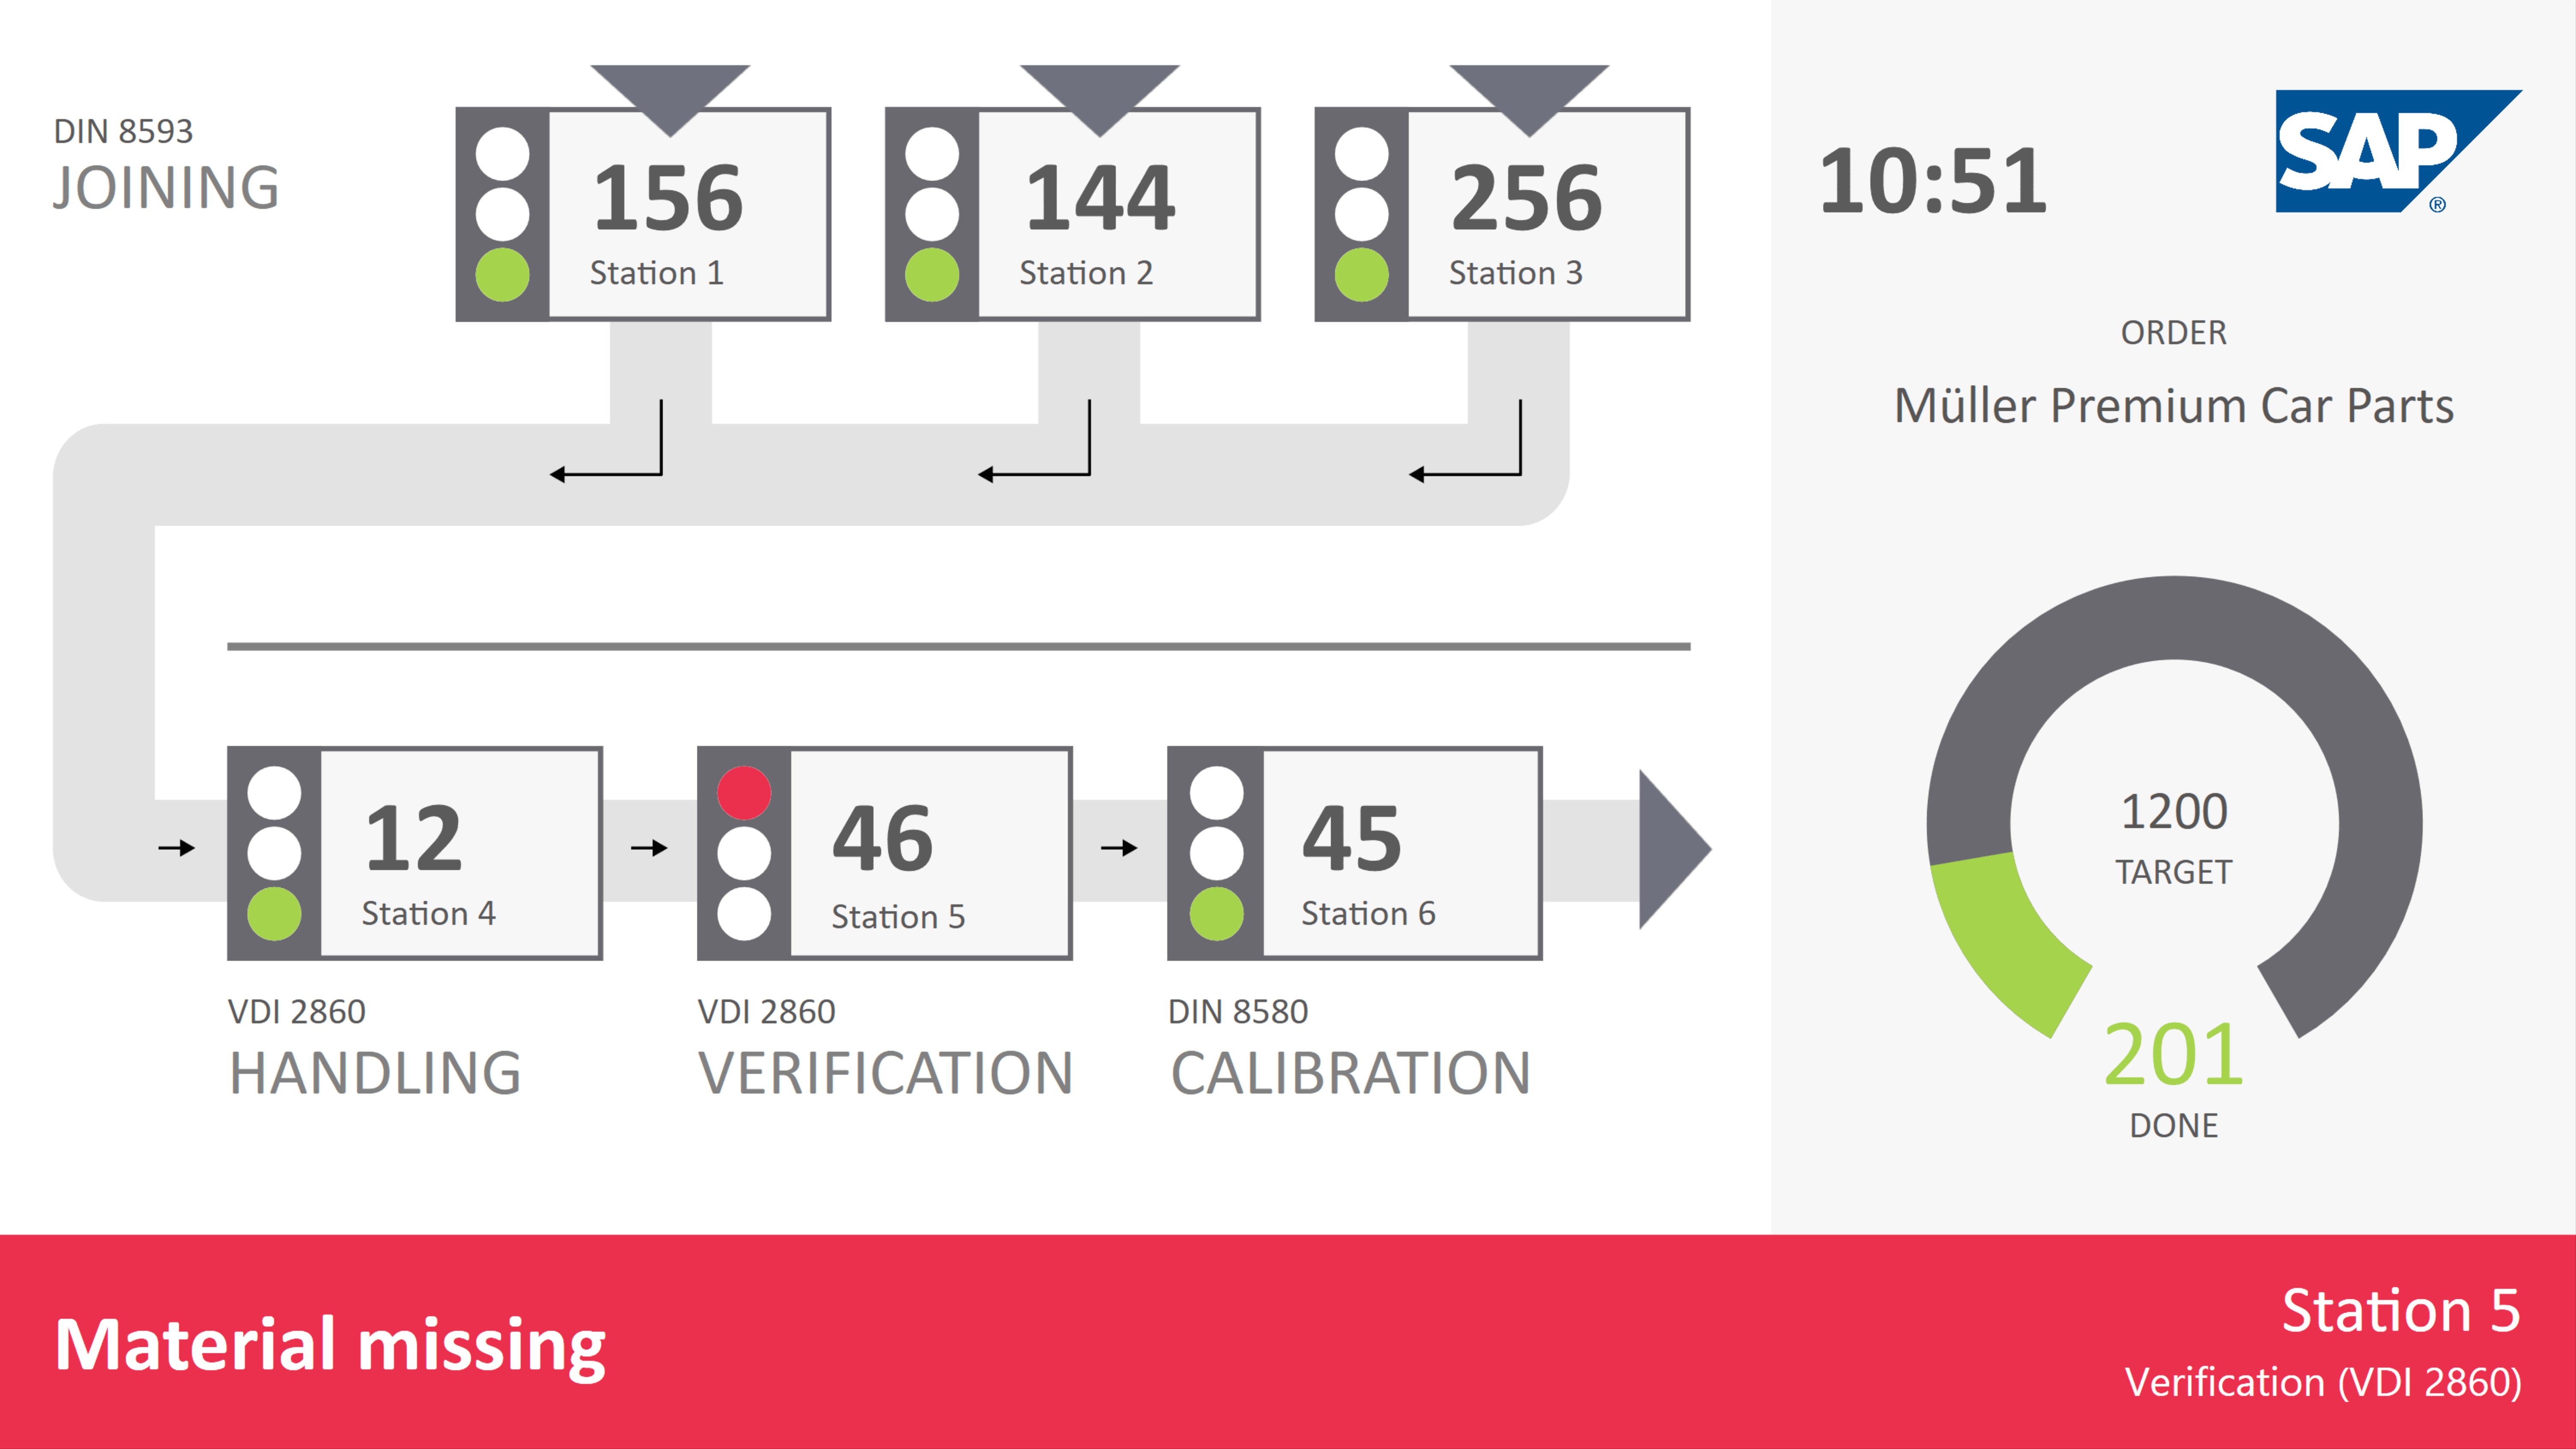 DIN 8593
JOINING
156
Station 1
144
Station 2
256
Station 3
10:51
SAP
®
ORDER
Müller Premium Car Parts
12
Station 4
46
Station 5
45
Station 6
VDI 2860
HANDLING
VDI 2860
VERIFICATION
DIN 8580
CALIBRATION
1200
TARGET
201
DONE
Material missing
Station 5
Verification (VDI 2860)